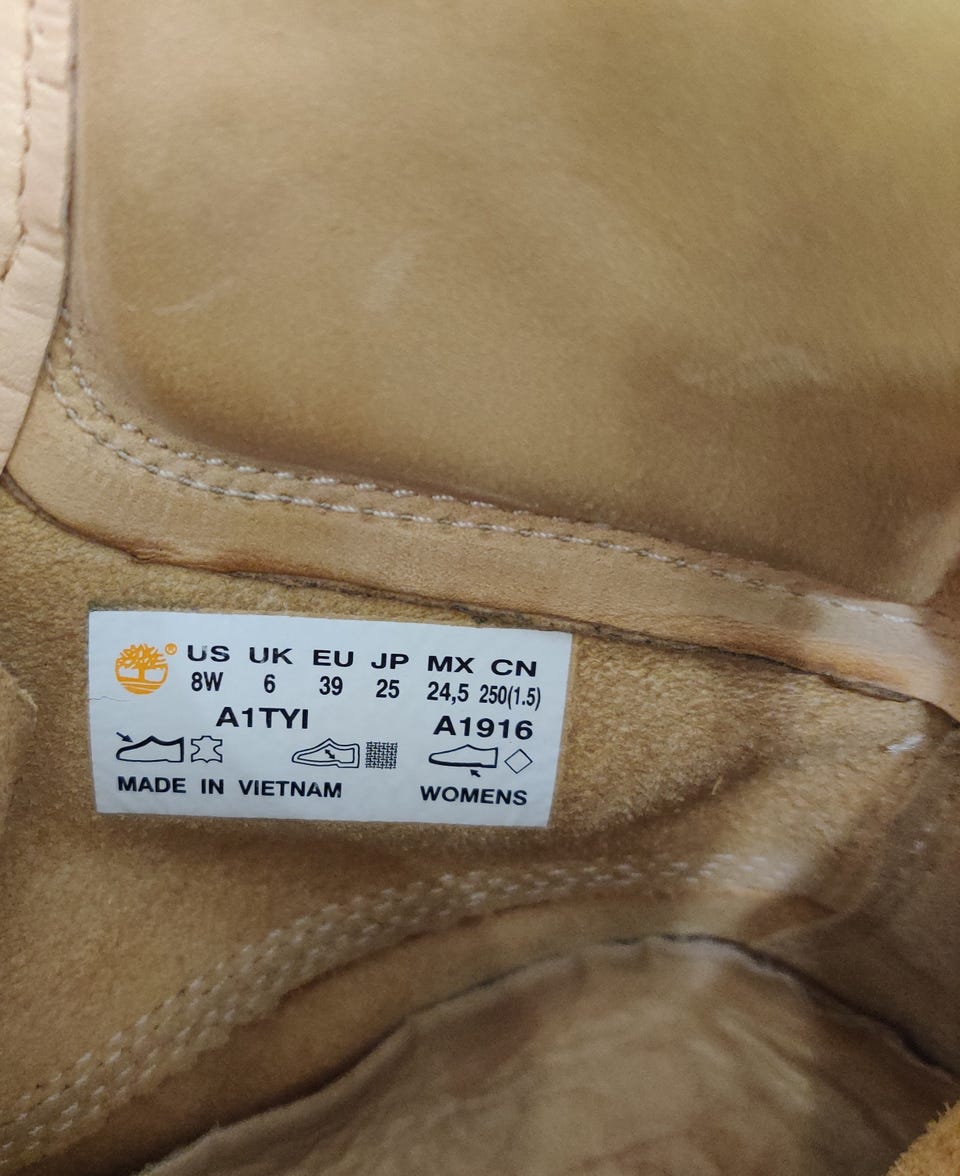 ® US UK EU JP MX CN
8W 6 39 25 24,5 250(1.5)
A1TYI A1916
MADE IN VIETNAM WOMENS